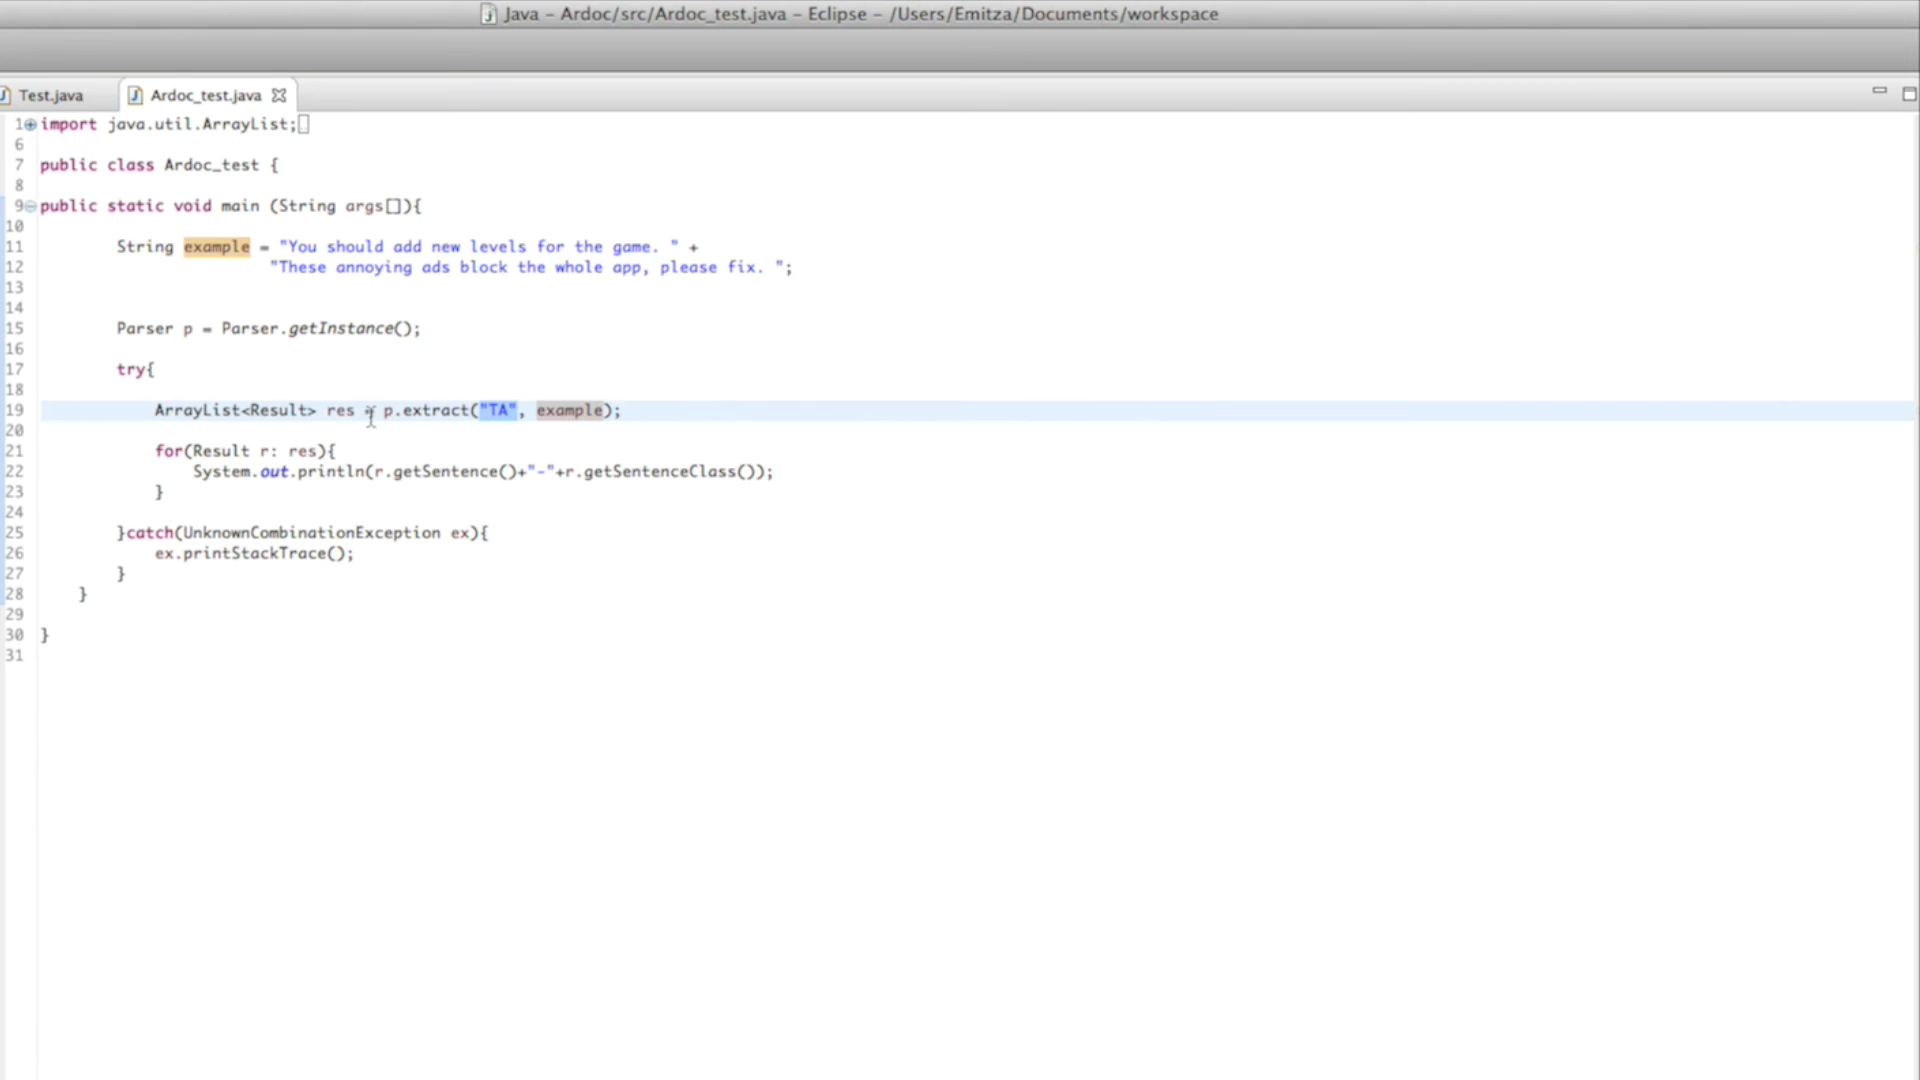 Java – Ardoc/src/Ardoc_test.java – Eclipse – /Users/Emitza/Documents/workspace
Test.java Ardoc_test.java
1 import java.util.ArrayList;
6
7 public class Ardoc_test {
8
9 public static void main (String args[]){
10
11 String example = "You should add new levels for the game. " +
12 "These annoying ads block the whole app, please fix. ";
13
14
15 Parser p = Parser.getInstance();
16
17 try{
18
19 ArrayList<Result> res = p.extract("TA", example);
20
21 for(Result r: res){
22 System.out.println(r.getSentence()+"-"+r.getSentenceClass());
23 }
24
25 }catch(UnknownCombinationException ex){
26 ex.printStackTrace();
27 }
28 }
29
30 }
31